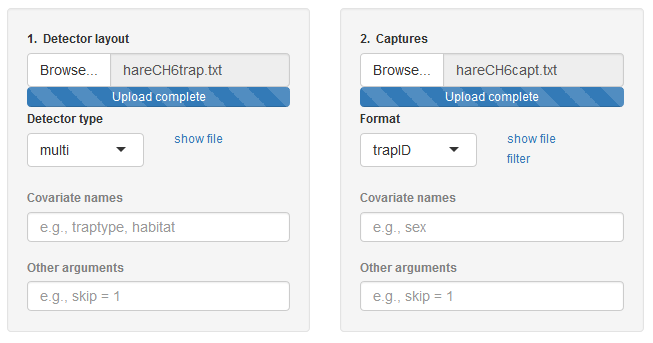 1. Detector layout
Browse... hareCH6trap.txt
Upload complete
Detector type
multi show file
Covariate names
e.g., traptype, habitat
Other arguments
e.g., skip = 1
2. Captures
Browse... hareCH6capt.txt
Upload complete
Format
trapID show file
filter
Covariate names
e.g., sex
Other arguments
e.g., skip = 1